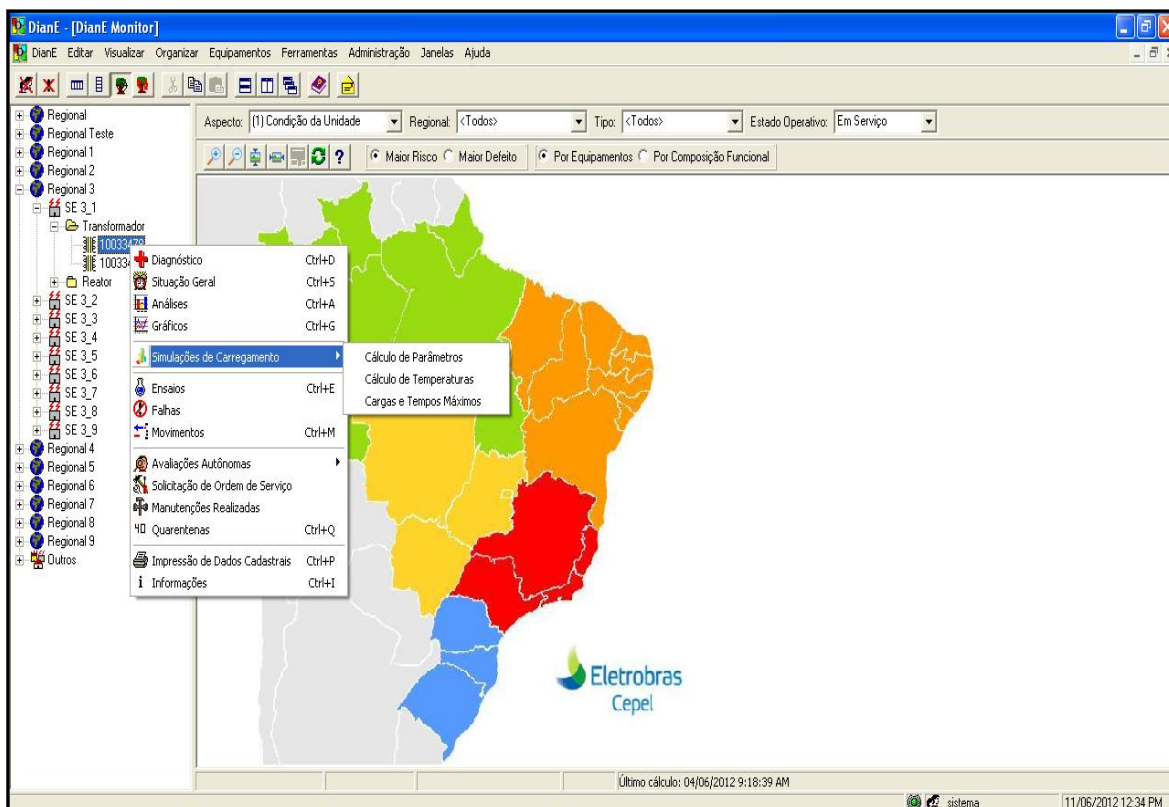 DianE - [DianE Monitor]
DianE Editar Visualizar Organizar Equipamentos Ferramentas Administração Janelas Ajuda
Aspecto: (1) Condição da Unidade Regional: <Todos> Tipo: <Todos> Estado Operativo: Em Serviço
Maior Risco Maior Defeito Por Equipamentos Por Composição Funcional
Regional
Regional Teste
Regional 1
Regional 2
Regional 3
SE 3_1
Transformador
10033478
100334
Reator
SE 3_2
SE 3_3
SE 3_4
SE 3_5
SE 3_6
SE 3_7
SE 3_8
SE 3_9
Regional 4
Regional 5
Regional 6
Regional 7
Regional 8
Regional 9
Outros
Diagnóstico Ctrl+D
Situação Geral Ctrl+S
Análises Ctrl+A
Gráficos Ctrl+G
Simulações de Carregamento
Ensaios Ctrl+E
Falhas
Movimentos Ctrl+M
Avaliações Autônomas
Solicitação de Ordem de Serviço
Manutenções Realizadas
Quarentenas Ctrl+Q
Impressão de Dados Cadastrais Ctrl+P
Informações Ctrl+I
Cálculo de Parâmetros
Cálculo de Temperaturas
Cargas e Tempos Máximos
Eletrobras
Cepel
Último cálculo: 04/06/2012 9:18:39 AM
sistema 11/06/2012 12:34 PM